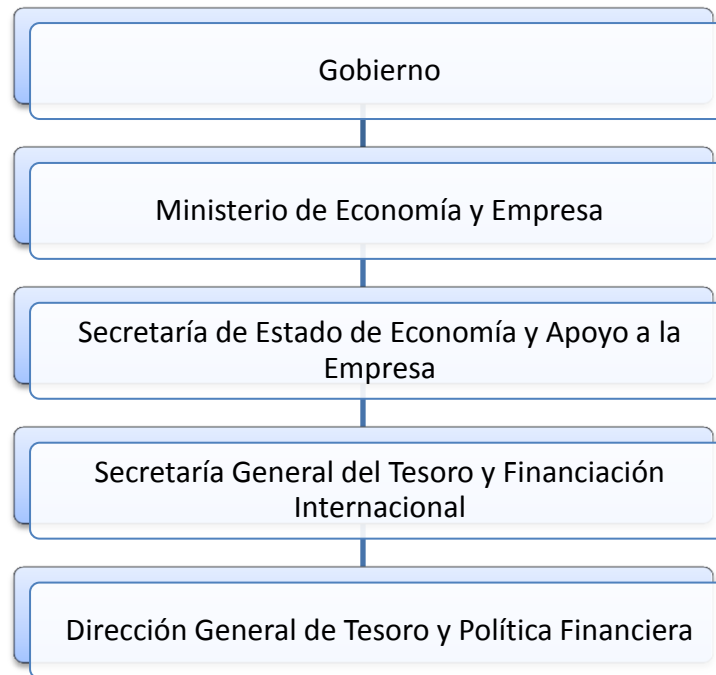 Gobierno
Ministerio de Economía y Empresa
Secretaría de Estado de Economía y Apoyo a la
Empresa
Secretaría General del Tesoro y Financiación
Internacional
Dirección General de Tesoro y Política Financiera